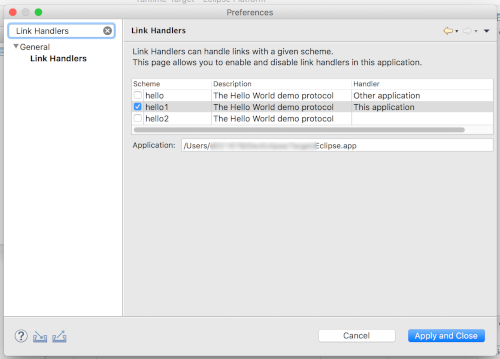 Preferences
Link Handlers
General
Link Handlers
Link Handlers
Link Handlers can handle links with a given scheme.
This page allows you to enable and disable link handlers in this application.
Scheme Description Handler
hello The Hello World demo protocol Other application
hello1 The Hello World demo protocol This application
hello2 The Hello World demo protocol
Application: /Users/ Eclipse.app
Cancel Apply and Close